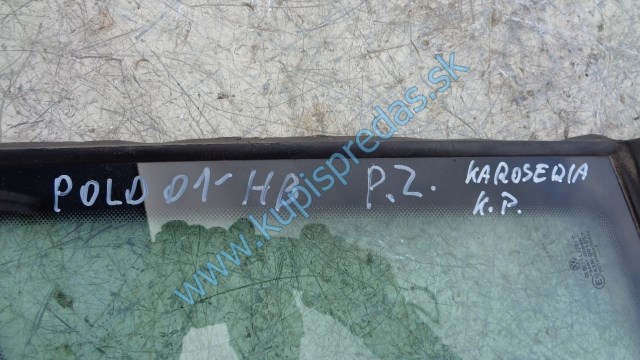 POLO 01- HB P.Z. KAROSERIA
K.P.
www.kupispredas.sk